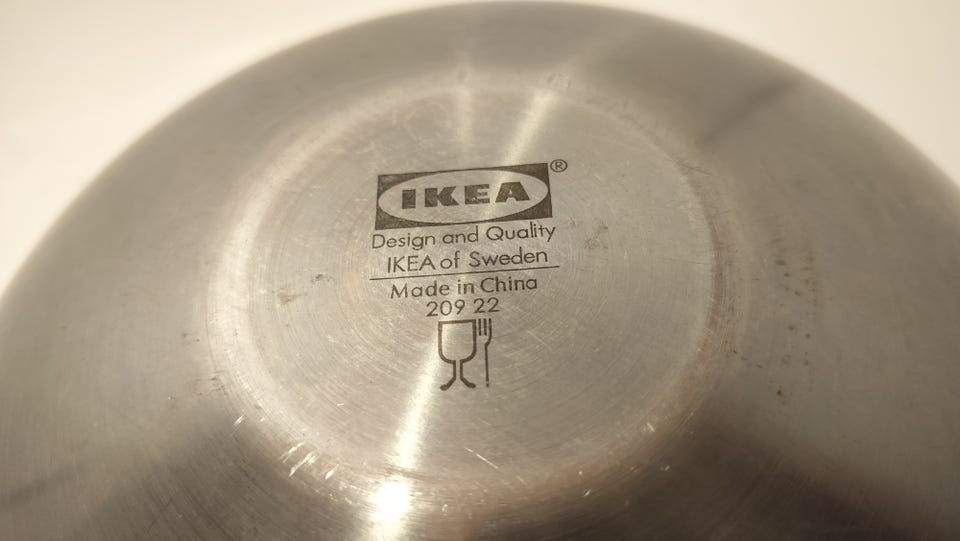 IKEA®
Design and Quality
IKEA of Sweden
Made in China
209 22